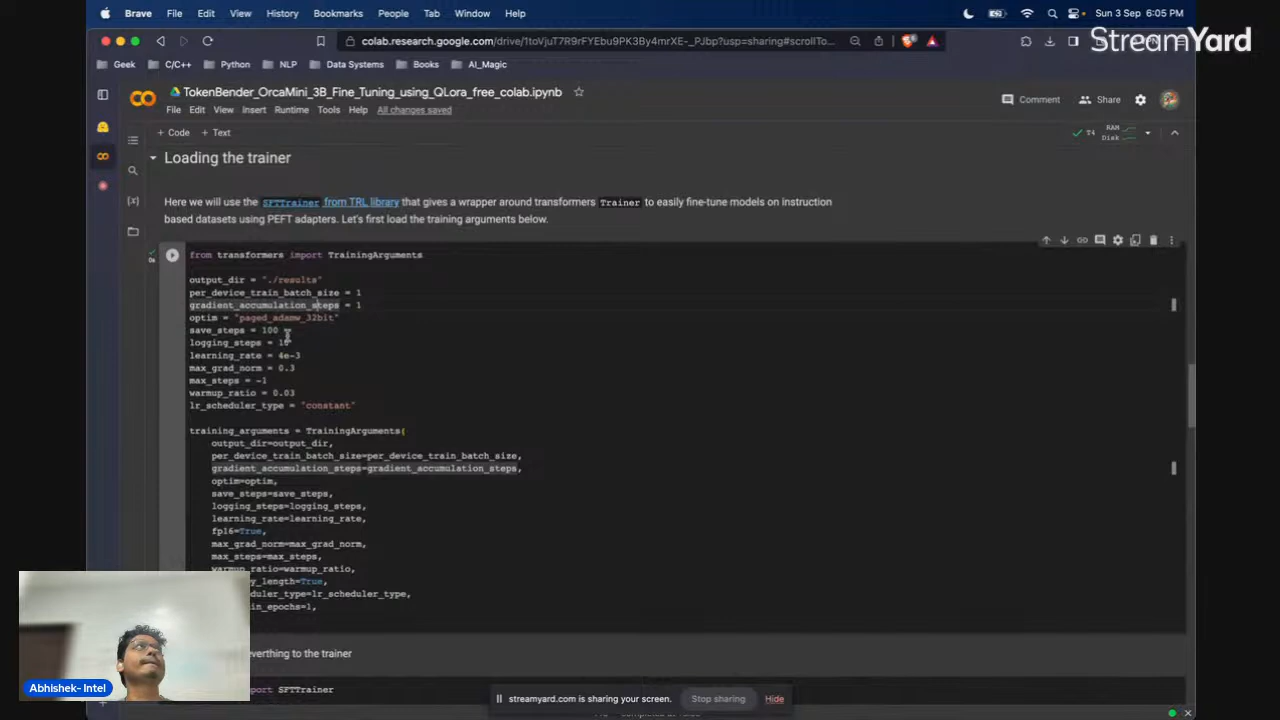 Brave File Edit View History Bookmarks People Tab Window Help
Sun 3 Sep 6:05 PM
StreamYard
colab.research.google.com/drive/1toVjuT7R9rFYEbu9PK3By4mrXE-_PJbp?usp=sharing#scrollTo...
Geek C/C++ Python NLP Data Systems Books AI_Magic
TokenBender_OrcaMini_3B_Fine_Tuning_using_QLora_free_colab.ipynb
File Edit View Insert Runtime Tools Help All changes saved
Comment Share
+ Code + Text
T4 RAM Disk
Loading the trainer
Here we will use the SFTTrainer from TRL library that gives a wrapper around transformers Trainer to easily fine-tune models on instruction
based datasets using PEFT adapters. Let's first load the training arguments below.
from transformers import TrainingArguments
output_dir = "./results"
per_device_train_batch_size = 1
gradient_accumulation_steps = 1
optim = "paged_adamw_32bit"
save_steps = 100
logging_steps = 10
learning_rate = 4e-3
max_grad_norm = 0.3
max_steps = -1
warmup_ratio = 0.03
lr_scheduler_type = "constant"
training_arguments = TrainingArguments(
output_dir=output_dir,
per_device_train_batch_size=per_device_train_batch_size,
gradient_accumulation_steps=gradient_accumulation_steps,
optim=optim,
save_steps=save_steps,
logging_steps=logging_steps,
learning_rate=learning_rate,
fp16=True,
max_grad_norm=max_grad_norm,
max_steps=max_steps,
warmup_ratio=warmup_ratio,
y_length=True,
duler_type=lr_scheduler_type,
in_epochs=1,
verthing to the trainer
port SFTTrainer
Abhishek- Intel
streamyard.com is sharing your screen. Stop sharing Hide